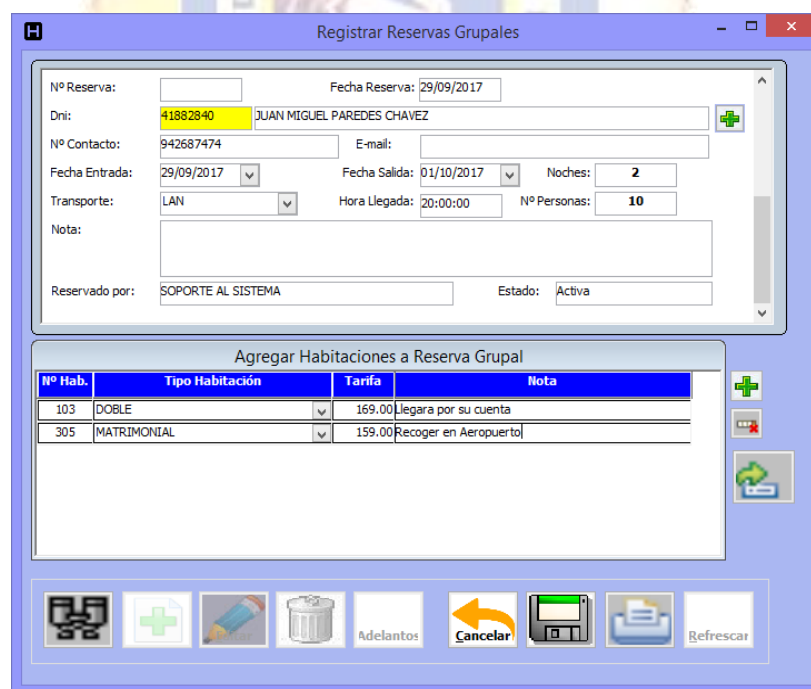 H Registrar Reservas Grupales
Nº Reserva: Fecha Reserva: 29/09/2017
Dni: 41882840 JUAN MIGUEL PAREDES CHAVEZ
Nº Contacto: 942687474 E-mail:
Fecha Entrada: 29/09/2017 Fecha Salida: 01/10/2017 Noches: 2
Transporte: LAN Hora Llegada: 20:00:00 Nº Personas: 10
Nota:
Reservado por: SOPORTE AL SISTEMA Estado: Activa
Agregar Habitaciones a Reserva Grupal
Nº Hab. Tipo Habitación Tarifa Nota
103 DOBLE 169.00 Llegara por su cuenta
305 MATRIMONIAL 159.00 Recoger en Aeropuerto
Adelantos Cancelar Refrescar